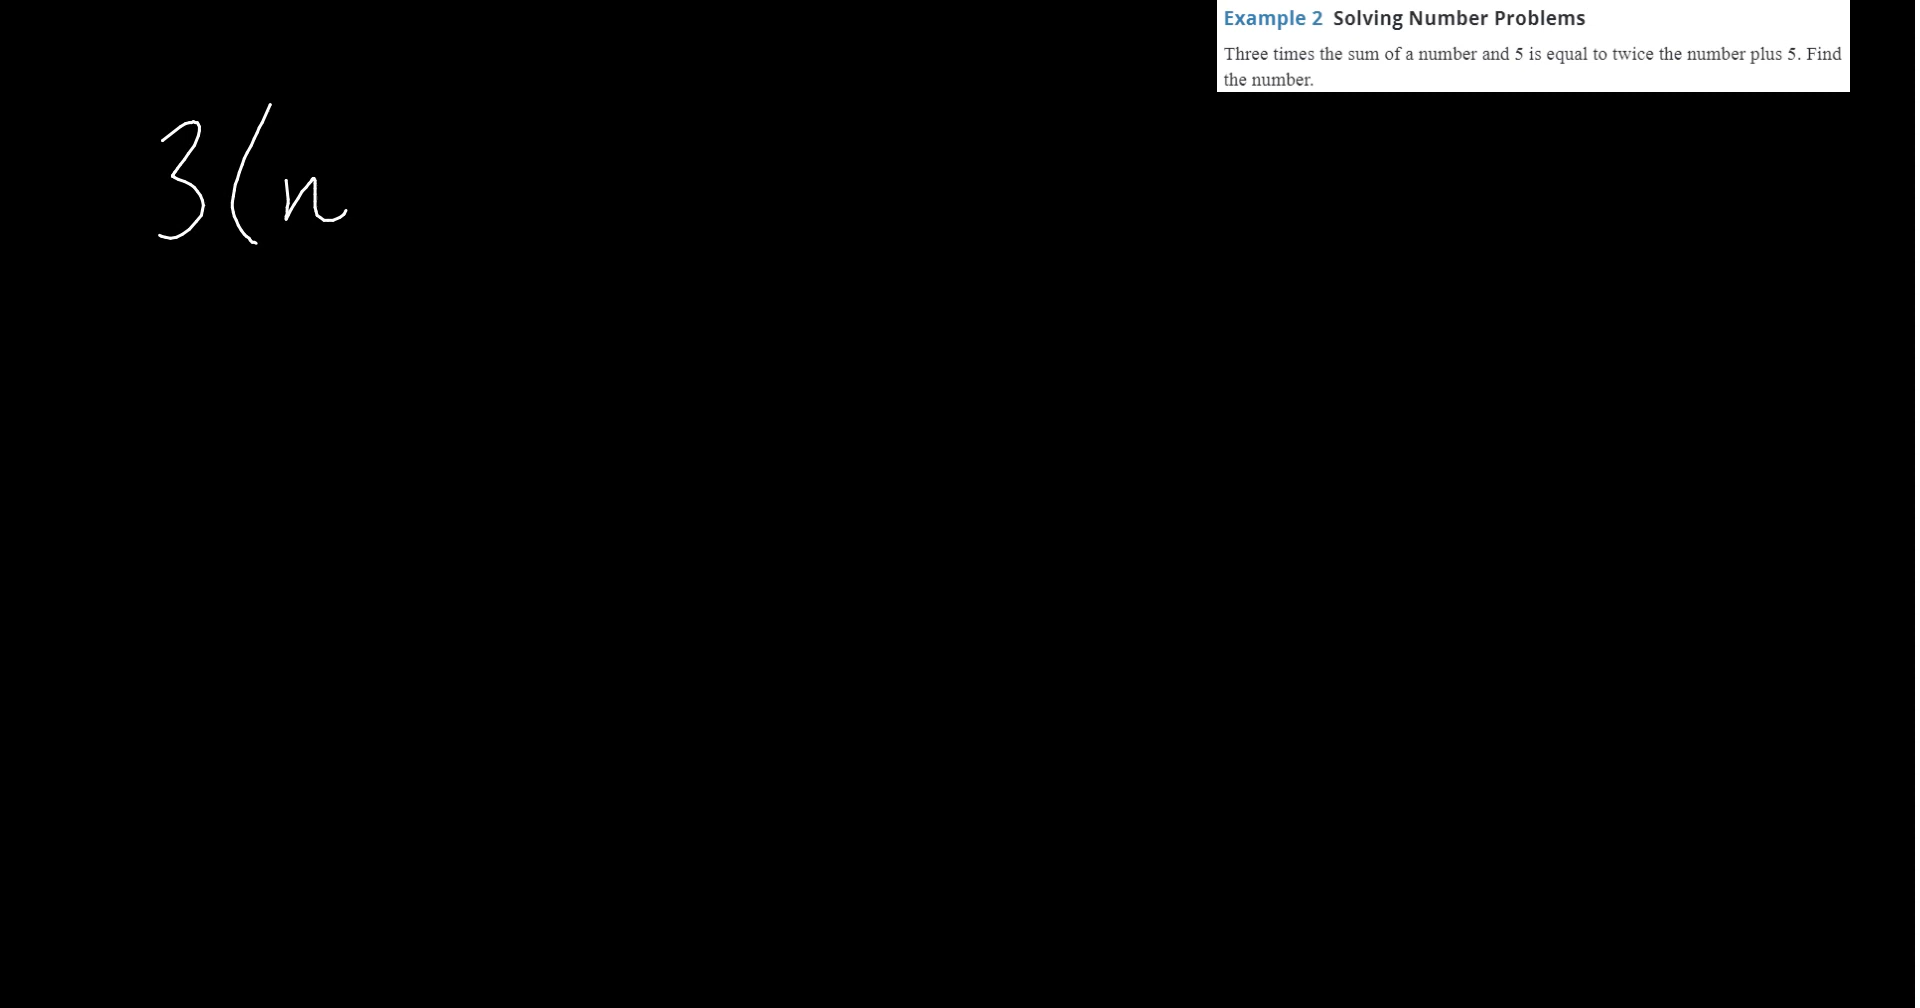 Example 2 Solving Number Problems
Three times the sum of a number and 5 is equal to twice the number plus 5. Find
the number.
3(n